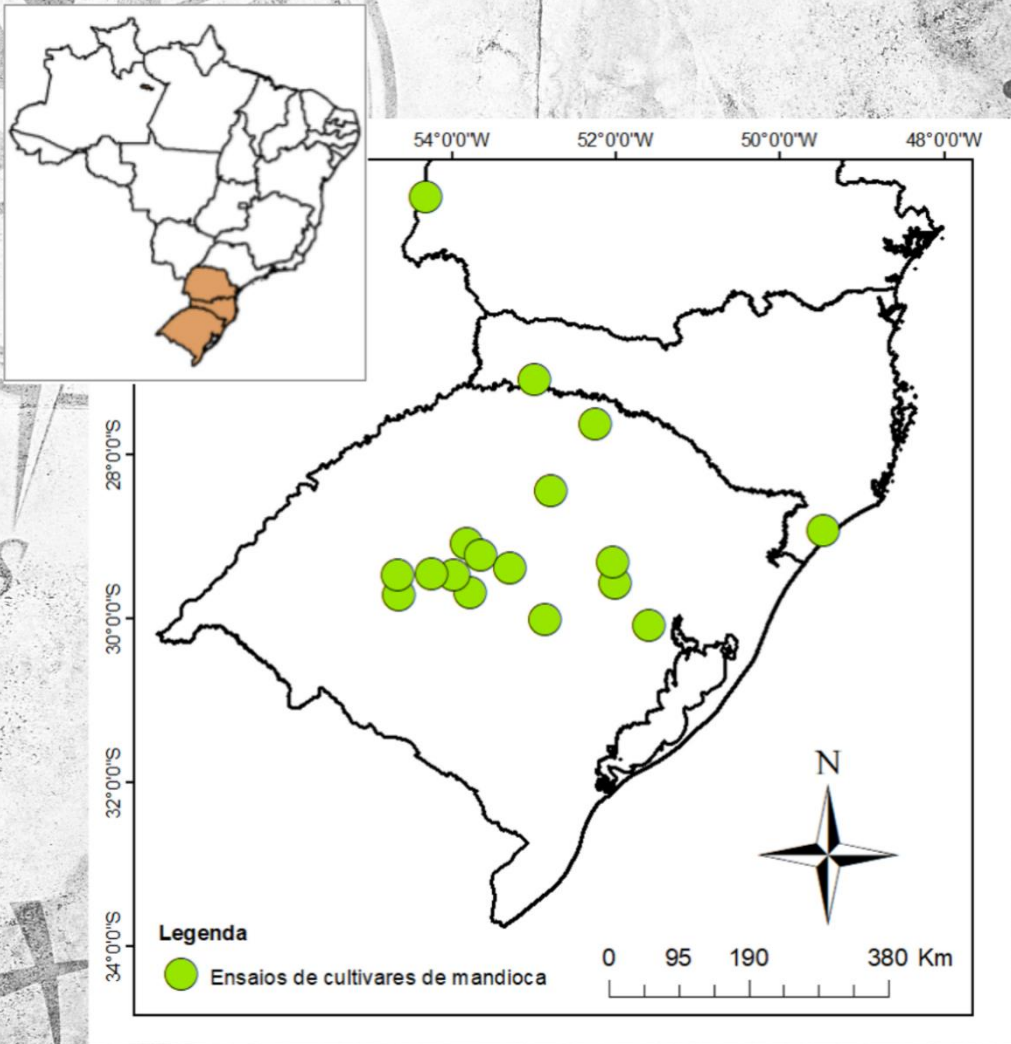 54°0'0"W 52°0'0"W 50°0'0"W 48°0'0"W
28°0'0"S
30°0'0"S
32°0'0"S
34°0'0"S
N
Legenda
Ensaios de cultivares de mandioca
0 95 190 380 Km